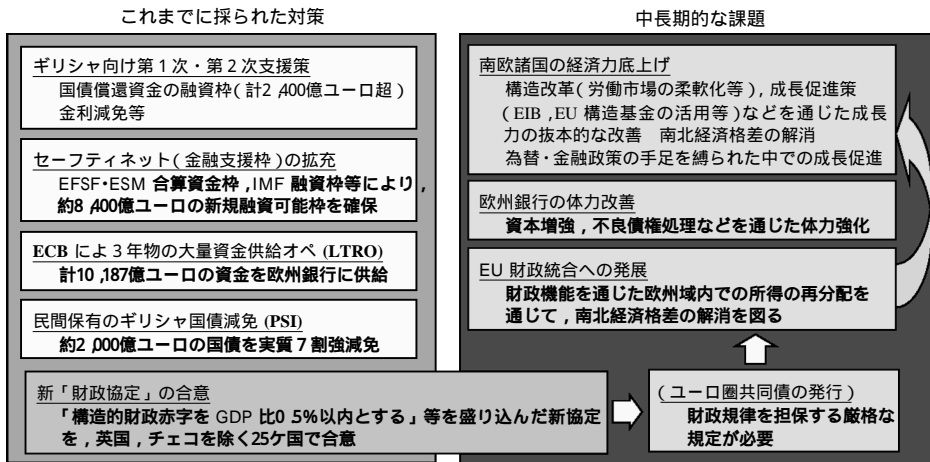 これまでに採られた対策
ギリシャ向け第1次・第2次支援策
国債償還資金の融資枠(計2,400億ユーロ超)
金利減免等
セーフティネット(金融支援枠)の拡充
EFSF・ESM 合算資金枠,IMF 融資枠等により,
約8,400億ユーロの新規融資可能枠を確保
ECB によ3年物の大量資金供給オペ (LTRO)
計10,187億ユーロの資金を欧州銀行に供給
民間保有のギリシャ国債減免 (PSI)
約2,000億ユーロの国債を実質7割強減免
新「財政協定」の合意
「構造的財政赤字を GDP 比0.5%以内とする」等を盛り込んだ新協定
を,英国,チェコを除く25ケ国で合意
中長期的な課題
南欧諸国の経済力底上げ
構造改革(労働市場の柔軟化等),成長促進策
(EIB,EU 構造基金の活用等)などを通じた成長
力の抜本的な改善 南北経済格差の解消
為替・金融政策の手足を縛られた中での成長促進
欧州銀行の体力改善
資本増強,不良債権処理などを通じた体力強化
EU 財政統合への発展
財政機能を通じた欧州域内での所得の再分配を
通じて,南北経済格差の解消を図る
(ユーロ圏共同債の発行)
財政規律を担保する厳格な
規定が必要